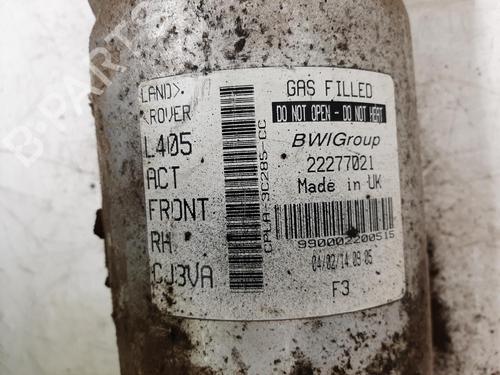 LAND>
<ROVER
L405
ACT
FRONT
RH
CJ3VA
CPLA-3C285-CC
GAS FILLED
DO NOT OPEN - DO NOT HEAT
BWIGroup
22277021
Made in UK
990002200515
04/02/14 09:05
F3